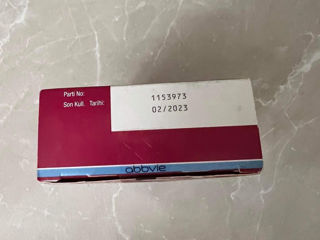 Parti No: 1153973
Son Kull. Tarihi: 02/2023
abbvie